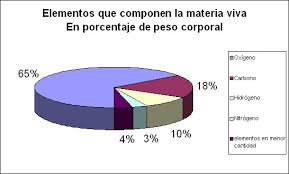 Elementos que componen la materia viva
En porcentaje de peso corporal
65%
18%
10%
3%
4%
Oxígeno
Carbono
Hidrógeno
Nitrógeno
elementos en menor
cantidad